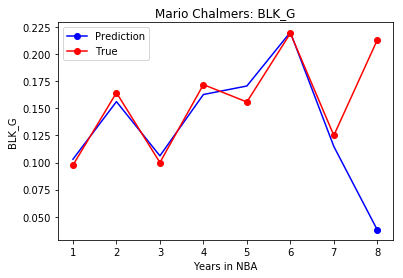 Mario Chalmers: BLK_G
Prediction
True
0.225
0.200
0.175
0.150
0.125
0.100
0.075
0.050
BLK_G
1 2 3 4 5 6 7 8
Years in NBA